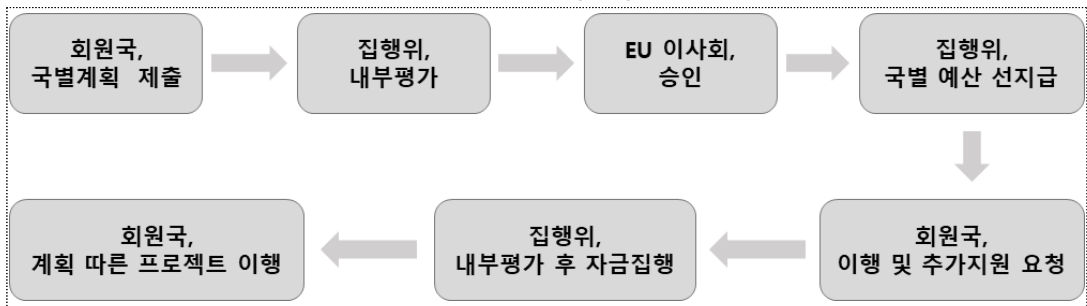 회원국,
국별계획 제출
집행위,
내부평가
EU 이사회,
승인
집행위,
국별 예산 선지급
회원국,
이행 및 추가지원 요청
집행위,
내부평가 후 자금집행
회원국,
계획 따른 프로젝트 이행